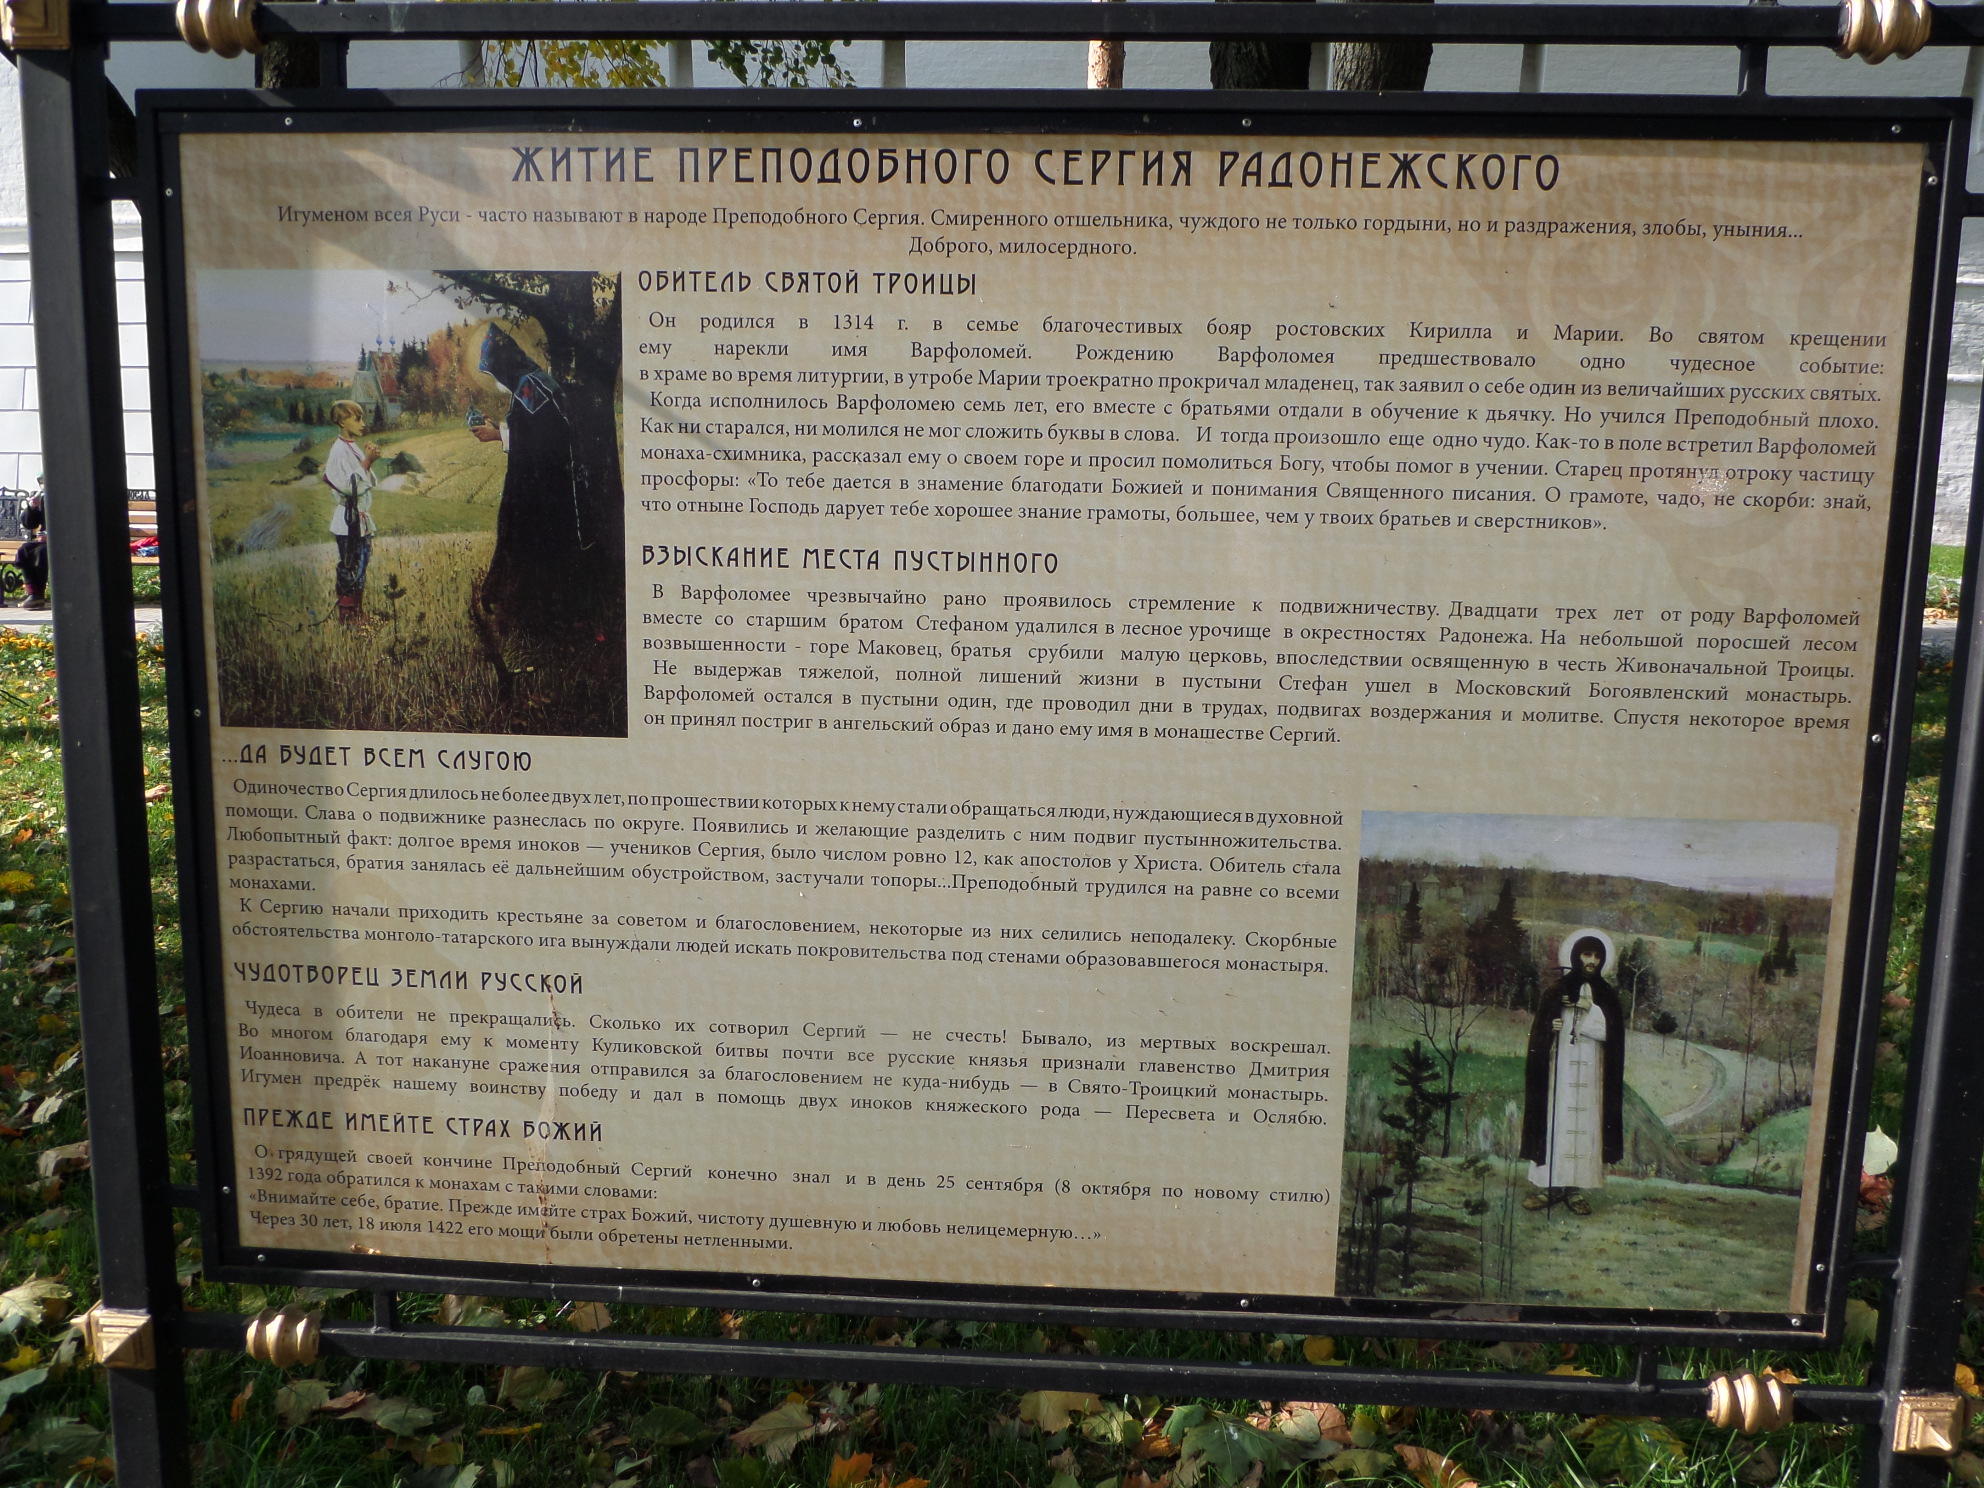 ЖИТИЕ ПРЕПОДОБНОГО СЕРГИЯ РАДОНЕЖСКОГО
Игуменом всея Руси - часто называют в народе Преподобного Сергия. Смиренного отшельника, чуждого не только гордыни, но и раздражения, злобы, уныния...
Доброго, милосердного.
ОБИТЕЛЬ СВЯТОЙ ТРОИЦЫ
Он родился в 1314 г. в семье благочестивых бояр ростовских Кирилла и Марии. Во святом крещении
ему нарекли имя Варфоломей. Рождению Варфоломея предшествовало одно чудесное событие:
в храме во время литургии, в утробе Марии троекратно прокричал младенец, так заявил о себе один из величайших русских святых.
Когда исполнилось Варфоломею семь лет, его вместе с братьями отдали в обучение к дьячку. Но учился Преподобный плохо.
Как ни старался, ни молился не мог сложить буквы в слова. И тогда произошло еще одно чудо. Как-то в поле встретил Варфоломей
монаха-схимника, рассказал ему о своем горе и просил помолиться Богу, чтобы помог в учении. Старец протянул отроку частицу
просфоры: «То тебе дается в знамение благодати Божией и понимания Священного писания. О грамоте, чадо, не скорби: знай,
что отныне Господь дарует тебе хорошее знание грамоты, большее, чем у твоих братьев и сверстников».
ВЗЫСКАНИЕ МЕСТА ПУСТЫННОГО
В Варфоломее чрезвычайно рано проявилось стремление к подвижничеству. Двадцати трех лет от роду Варфоломей
вместе со старшим братом Стефаном удалился в лесное урочище в окрестностях Радонежа. На небольшой поросшей лесом
возвышенности - горе Маковец, братья срубили малую церковь, впоследствии освященную в честь Живоначальной Троицы.
Не выдержав тяжелой, полной лишений жизни в пустыни Стефан ушел в Московский Богоявленский монастырь.
Варфоломей остался в пустыни один, где проводил дни в трудах, подвигах воздержания и молитве. Спустя некоторое время
он принял постриг в ангельский образ и дано ему имя в монашестве Сергий.
...ДА БУДЕТ ВСЕМ СЛУГОЮ
Одиночество Сергия длилось не более двух лет, по прошествии которых к нему стали обращаться люди, нуждающиеся в духовной
помощи. Слава о подвижнике разнеслась по округе. Появились и желающие разделить с ним подвиг пустынножительства.
Любопытный факт: долгое время иноков — учеников Сергия, было числом ровно 12, как апостолов у Христа. Обитель стала
разрастаться, братия занялась её дальнейшим обустройством, застучали топоры...Преподобный трудился на равне со всеми
монахами.
К Сергию начали приходить крестьяне за советом и благословением, некоторые из них селились неподалеку. Скорбные
обстоятельства монголо-татарского ига вынуждали людей искать покровительства под стенами образовавшегося монастыря.
ЧУДОТВОРЕЦ ЗЕМЛИ РУССКОЙ
Чудеса в обители не прекращались. Сколько их сотворил Сергий — не счесть! Бывало, из мертвых воскрешал.
Во многом благодаря ему к моменту Куликовской битвы почти все русские князья признали главенство Дмитрия
Иоанновича. А тот накануне сражения отправился за благословением не куда-нибудь — в Свято-Троицкий монастырь.
Игумен предрёк нашему воинству победу и дал в помощь двух иноков княжеского рода — Пересвета и Ослябю.
ПРЕЖДЕ ИМЕЙТЕ СТРАХ БОЖИЙ
О грядущей своей кончине Преподобный Сергий конечно знал и в день 25 сентября (8 октября по новому стилю)
1392 года обратился к монахам с такими словами:
«Внимайте себе, братие. Прежде имейте страх Божий, чистоту душевную и любовь нелицемерную…»
Через 30 лет, 18 июля 1422 его мощи были обретены нетленными.